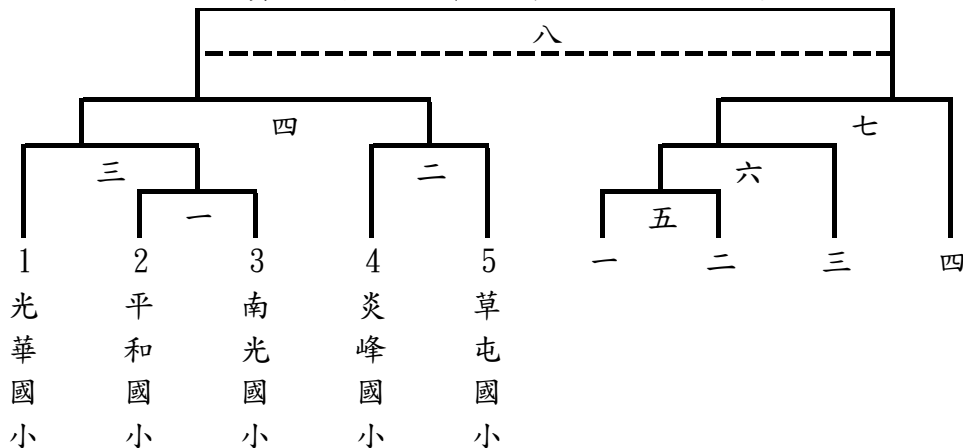 八
四
七
三
二
六
一
五
1 2 3 4 5 一 二 三 四
光華國小
平和國小
南光國小
炎峰國小
草屯國小